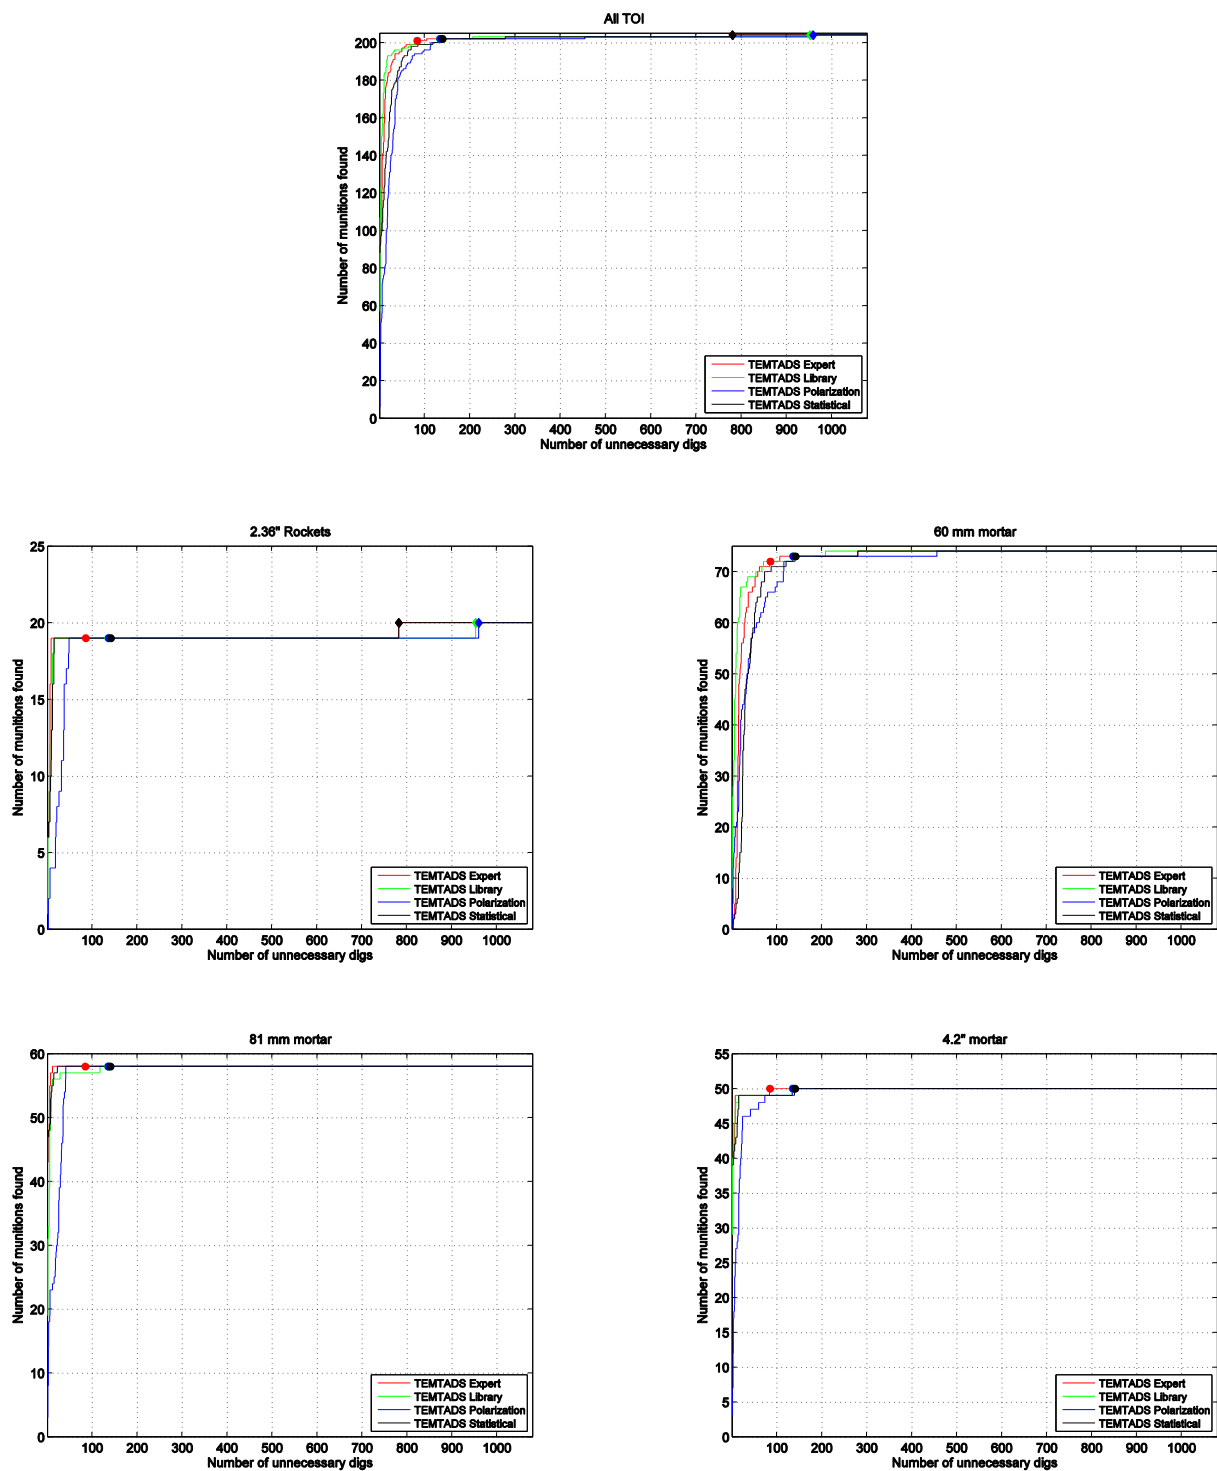 All TOI
Number of munitions found
200
180
160
140
120
100
80
60
40
20
0
100 200 300 400 500 600 700 800 900 1000
Number of unnecessary digs
TEMTADS Expert
TEMTADS Library
TEMTADS Polarization
TEMTADS Statistical
2.36" Rockets
Number of munitions found
25
20
15
10
5
0
100 200 300 400 500 600 700 800 900 1000
Number of unnecessary digs
TEMTADS Expert
TEMTADS Library
TEMTADS Polarization
TEMTADS Statistical
60 mm mortar
Number of munitions found
70
60
50
40
30
20
10
0
100 200 300 400 500 600 700 800 900 1000
Number of unnecessary digs
TEMTADS Expert
TEMTADS Library
TEMTADS Polarization
TEMTADS Statistical
81 mm mortar
Number of munitions found
60
50
40
30
20
10
0
100 200 300 400 500 600 700 800 900 1000
Number of unnecessary digs
TEMTADS Expert
TEMTADS Library
TEMTADS Polarization
TEMTADS Statistical
4.2" mortar
Number of munitions found
55
50
45
40
35
30
25
20
15
10
5
0
100 200 300 400 500 600 700 800 900 1000
Number of unnecessary digs
TEMTADS Expert
TEMTADS Library
TEMTADS Polarization
TEMTADS Statistical